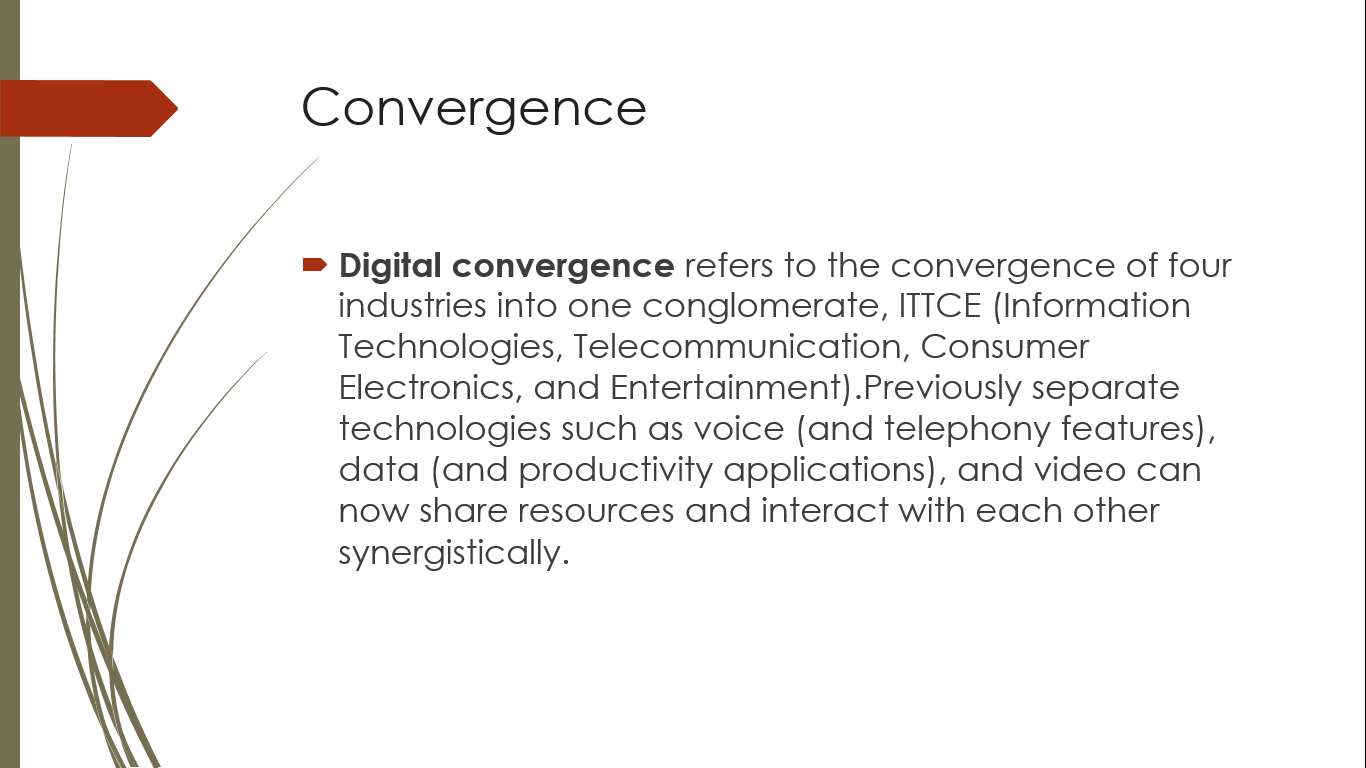 Convergence
Digital convergence refers to the convergence of four
industries into one conglomerate, ITTCE (Information
Technologies, Telecommunication, Consumer
Electronics, and Entertainment).Previously separate
technologies such as voice (and telephony features),
data (and productivity applications), and video can
now share resources and interact with each other
synergistically.